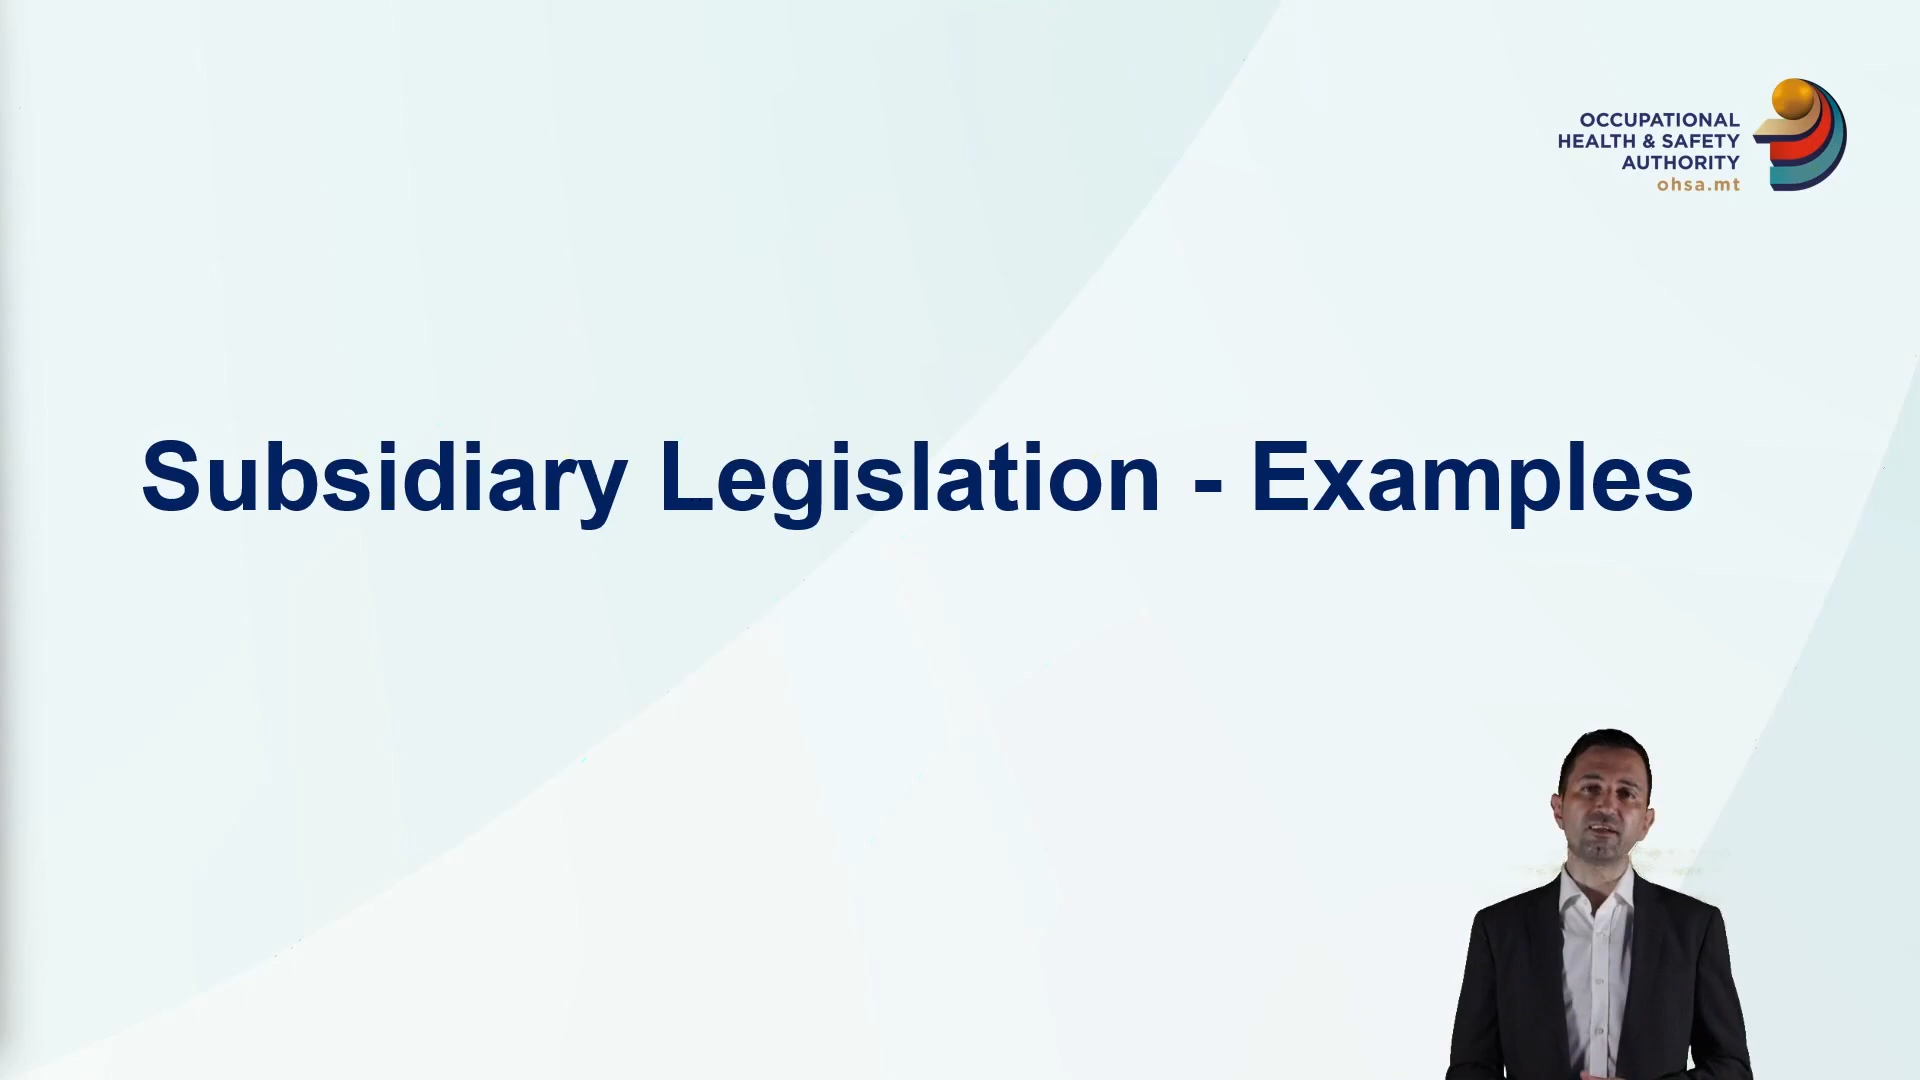 OCCUPATIONAL
HEALTH & SAFETY
AUTHORITY
ohsa.mt
Subsidiary Legislation - Examples